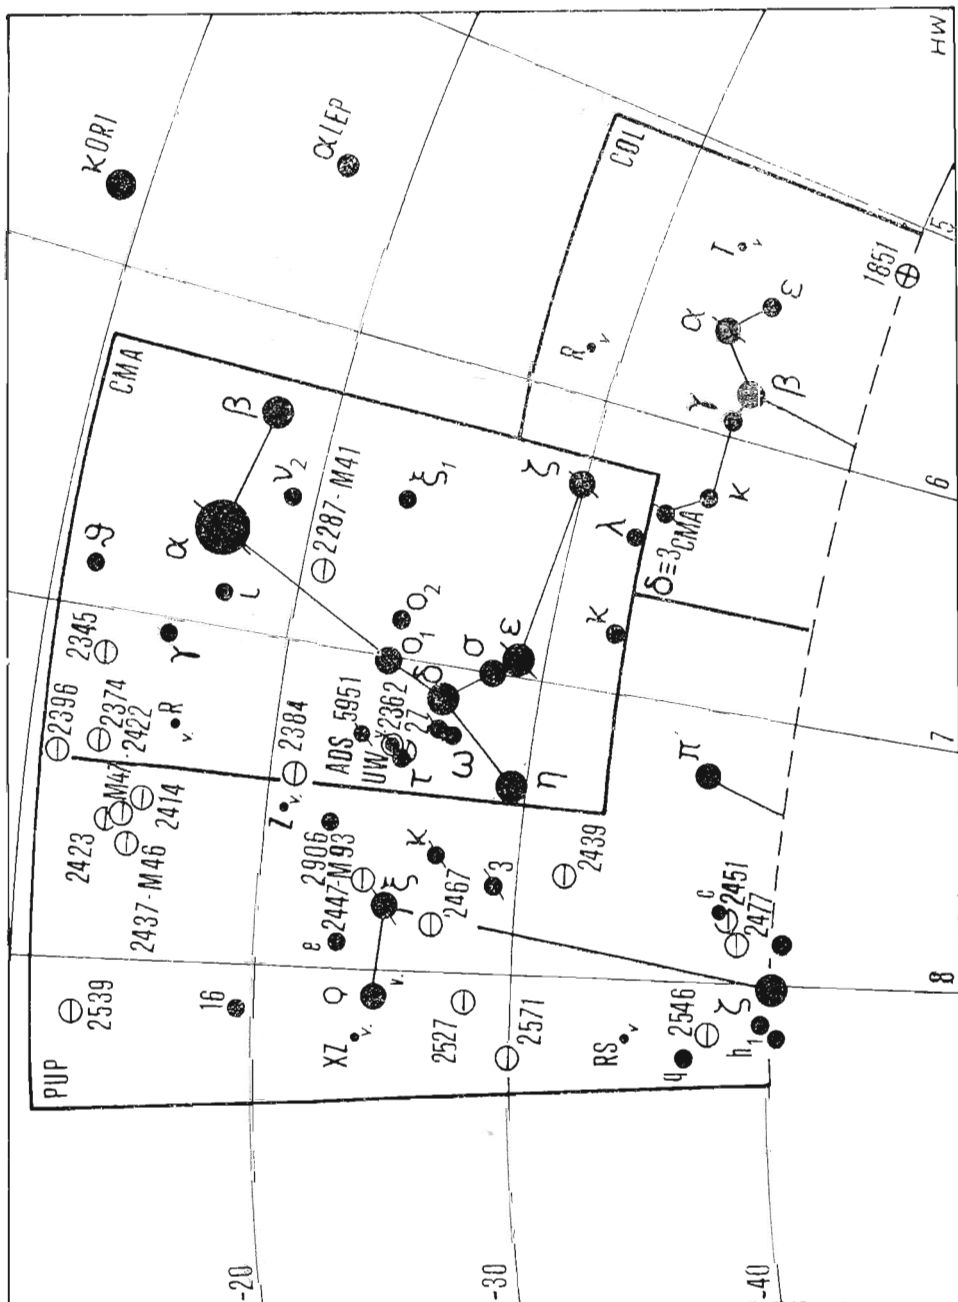 HW
κ ORI
α LEP
COL
T
v
5
1851
α
ε
R
v
β
γ
CMA
β
ν2
ξ1
ζ
κ
6
ϑ
α
ι
2287-M41
O2
λ
δ≡3 CMA
κ
2345
γ
O1
σ
ε
δ
2396
2374
2422
R
v.
2384
ADS 5951
UW
2362
27
τ
ω
η
π
7
M47
2414
2423
2437-M46
Z
v.
2906
2447-M93
κ
ξ
3
2467
2439
c
2451
2477
e
2539
16
ρ
v.
XZ
v.
2527
2571
RS
v
2546
q
h1
ζ
8
PUP
-20
-30
-40